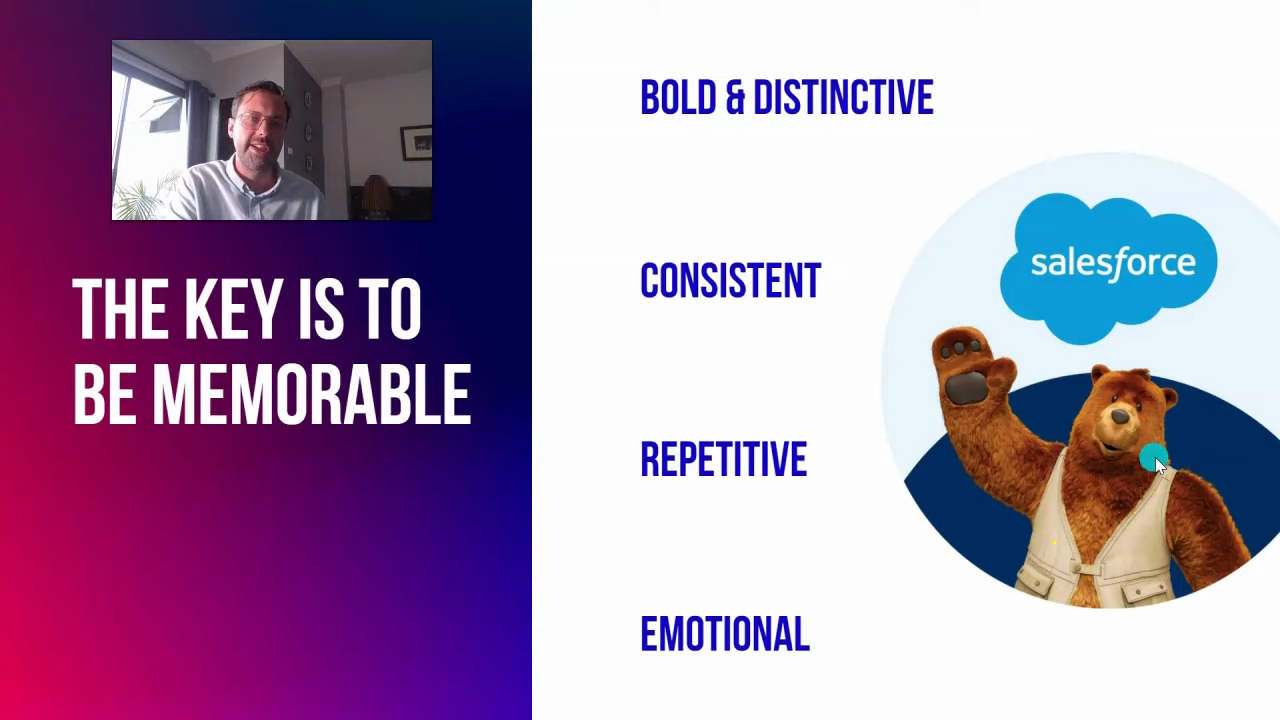 THE KEY IS TO
BE MEMORABLE
BOLD & DISTINCTIVE
CONSISTENT
REPETITIVE
EMOTIONAL
salesforce